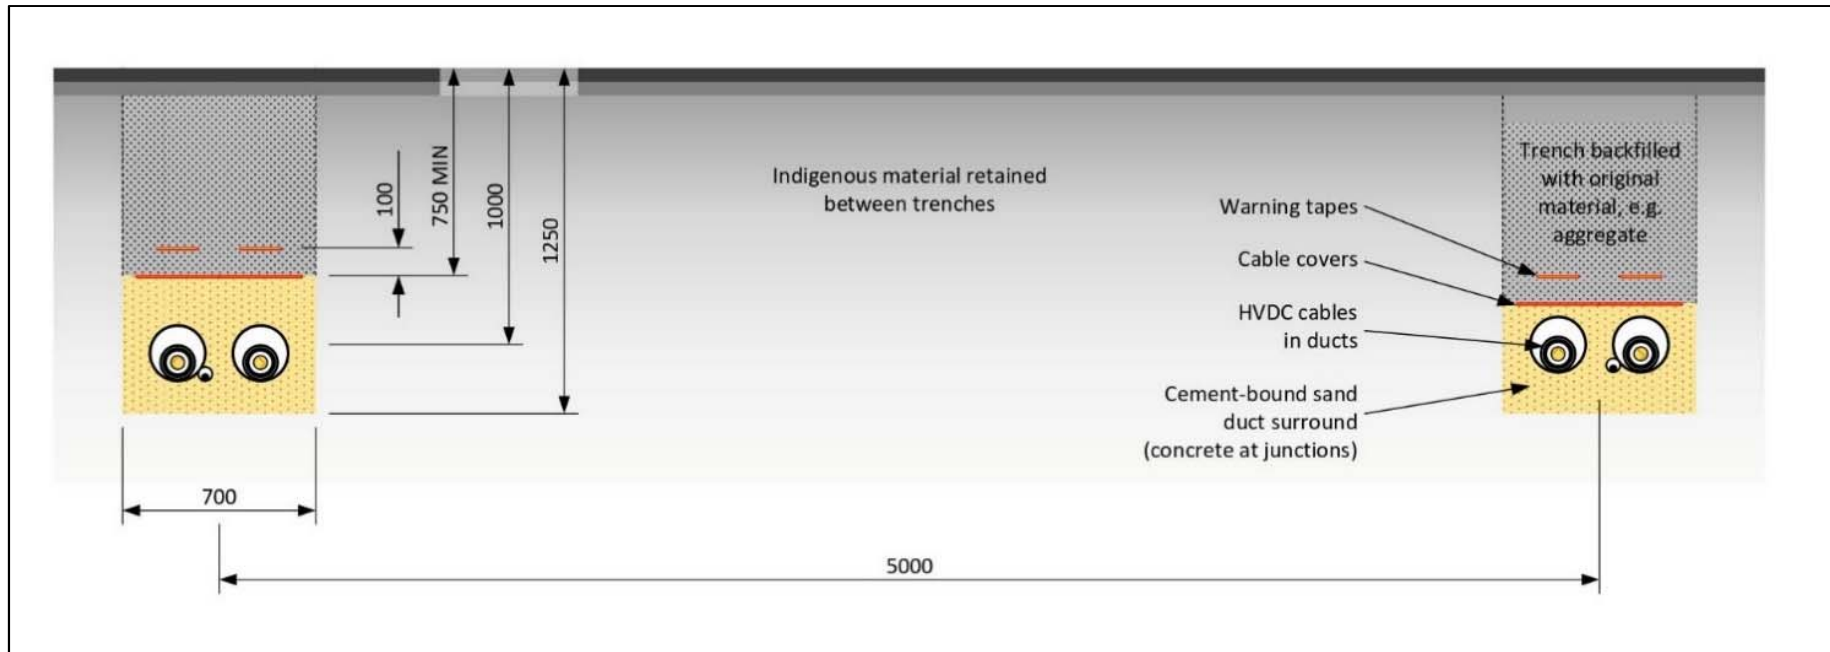 100
750 MIN
1000
1250
Indigenous material retained
between trenches
Trench backfilled
with original
material, e.g.
aggregate
Warning tapes
Cable covers
HVDC cables
in ducts
Cement-bound sand
duct surround
(concrete at junctions)
700
5000